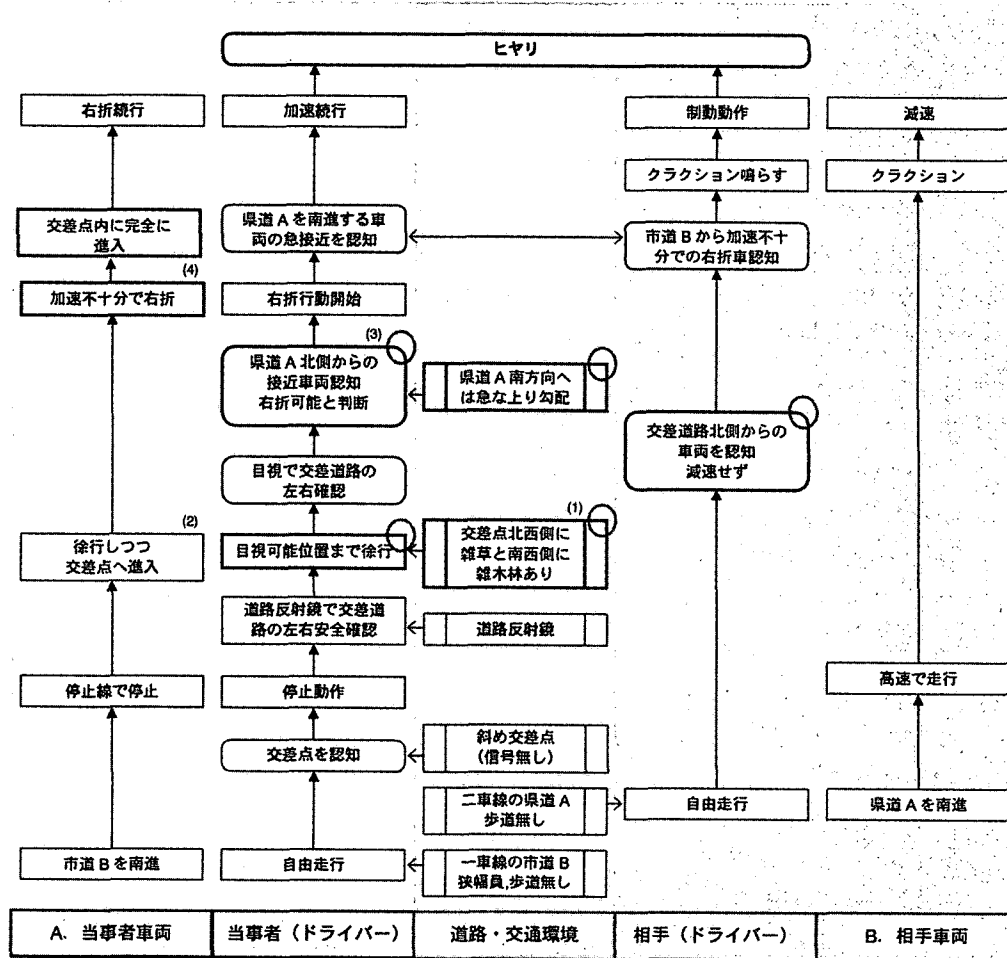 ヒヤリ
右折続行
加速続行
制動動作
減速
クラクション鳴らす
クラクション
交差点内に完全に
進入
県道Aを南進する車
両の急接近を認知
市道Bから加速不十
分での右折車認知
(4)
加速不十分で右折
右折行動開始
(3)
県道A北側からの
接近車両認知
右折可能と判断
県道A南方向へ
は急な上り勾配
交差道路北側からの
車両を認知
減速せず
目視で交差道路の
左右確認
(2)
徐行しつつ
交差点へ進入
目視可能位置まで徐行
(1)
交差点北西側に
雑草と南西側に
雑木林あり
道路反射鏡で交差道
路の左右安全確認
道路反射鏡
停止線で停止
停止動作
高速で走行
交差点を認知
斜め交差点
(信号無し)
二車線の県道A
歩道無し
自由走行
県道Aを南進
市道Bを南進
自由走行
一車線の市道B
狭幅員,歩道無し
A. 当事者車両
当事者(ドライバー)
道路・交通環境
相手(ドライバー)
B. 相手車両